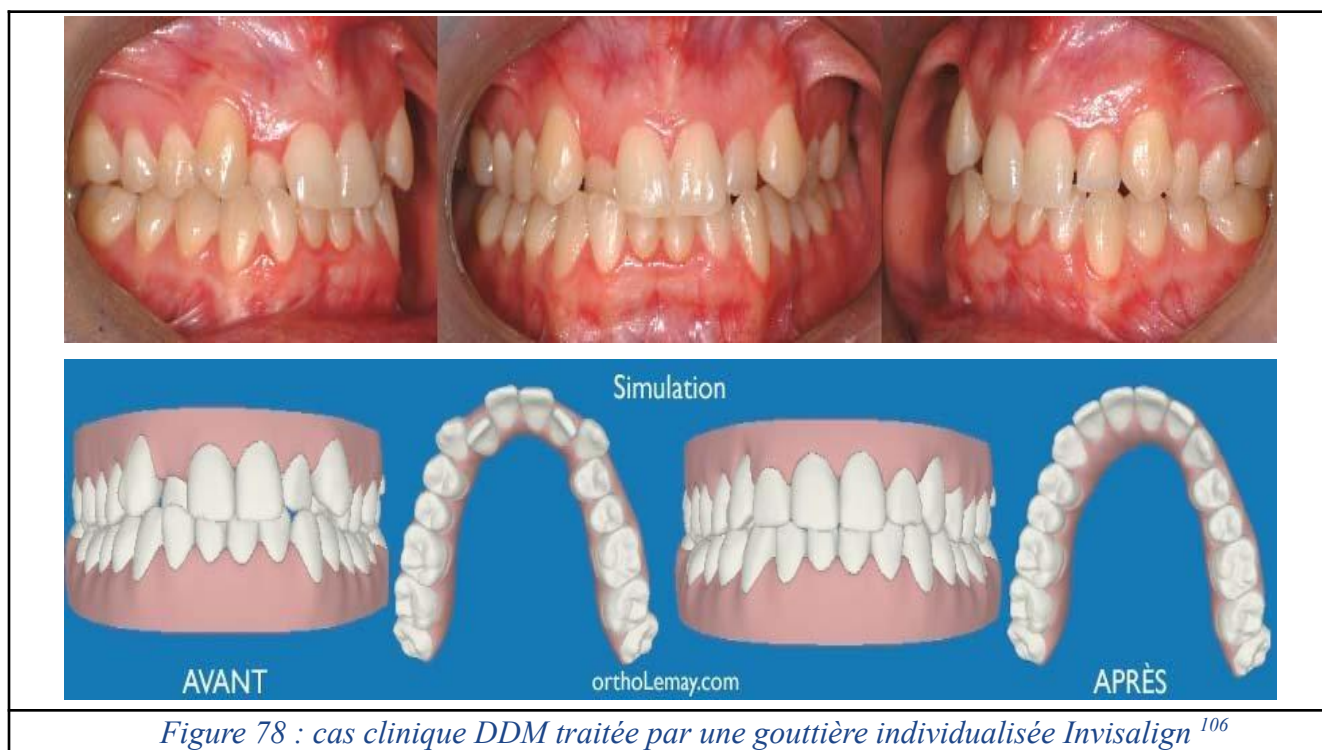 Simulation
AVANT
orthoLemay.com
APRÈS
Figure 78 : cas clinique DDM traitée par une gouttière individualisée Invisalign 106